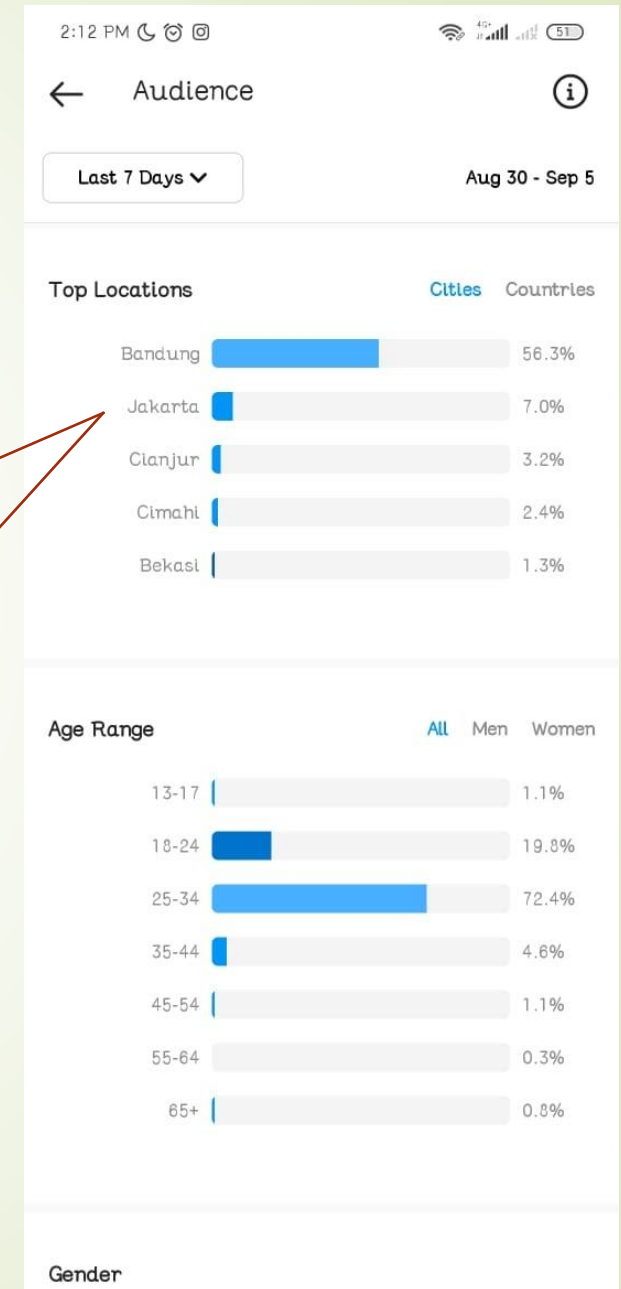 2:12 PM 4G+ 51
Audience
Last 7 Days Aug 30 - Sep 5
Top Locations Cities Countries
Bandung 56.3%
Jakarta 7.0%
Cianjur 3.2%
Cimahi 2.4%
Bekasi 1.3%
Age Range All Men Women
13-17 1.1%
18-24 19.8%
25-34 72.4%
35-44 4.6%
45-54 1.1%
55-64 0.3%
65+ 0.8%
Gender